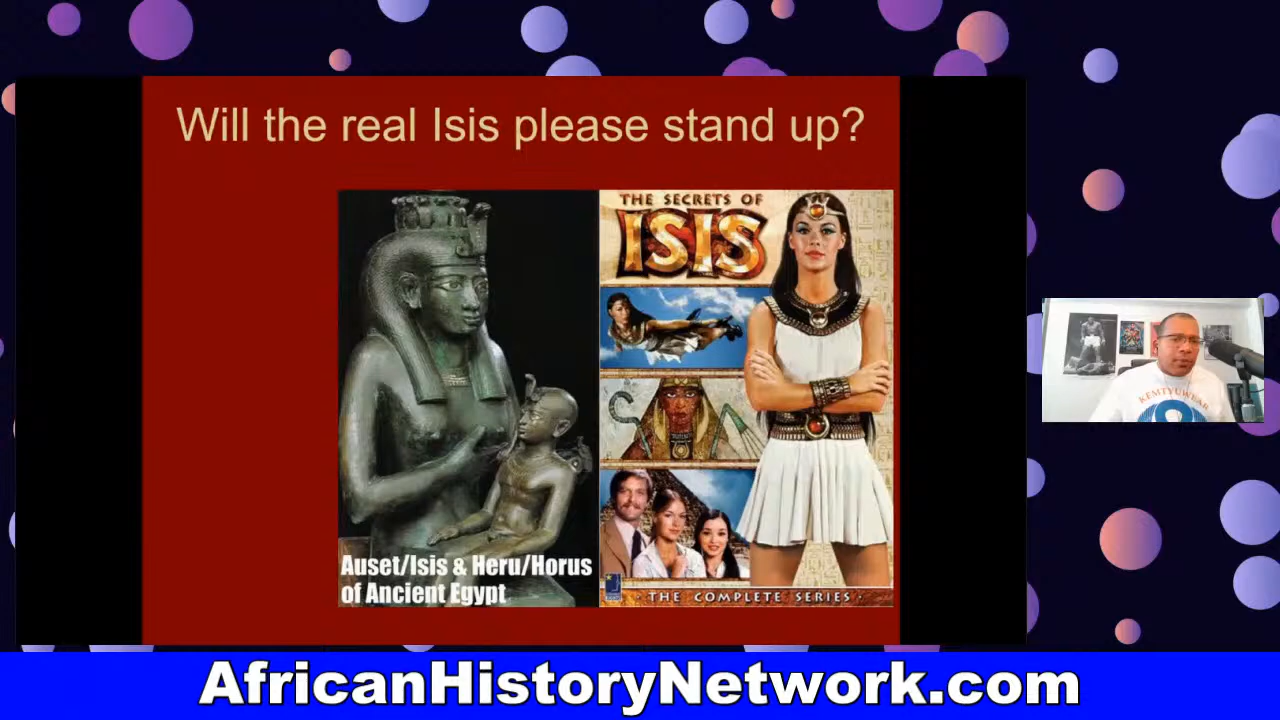 Will the real Isis please stand up?
THE SECRETS OF
ISIS
Auset/Isis & Heru/Horus
of Ancient Egypt
· THE COMPLETE SERIES ·
KEMTYUWEAR
AfricanHistoryNetwork.com